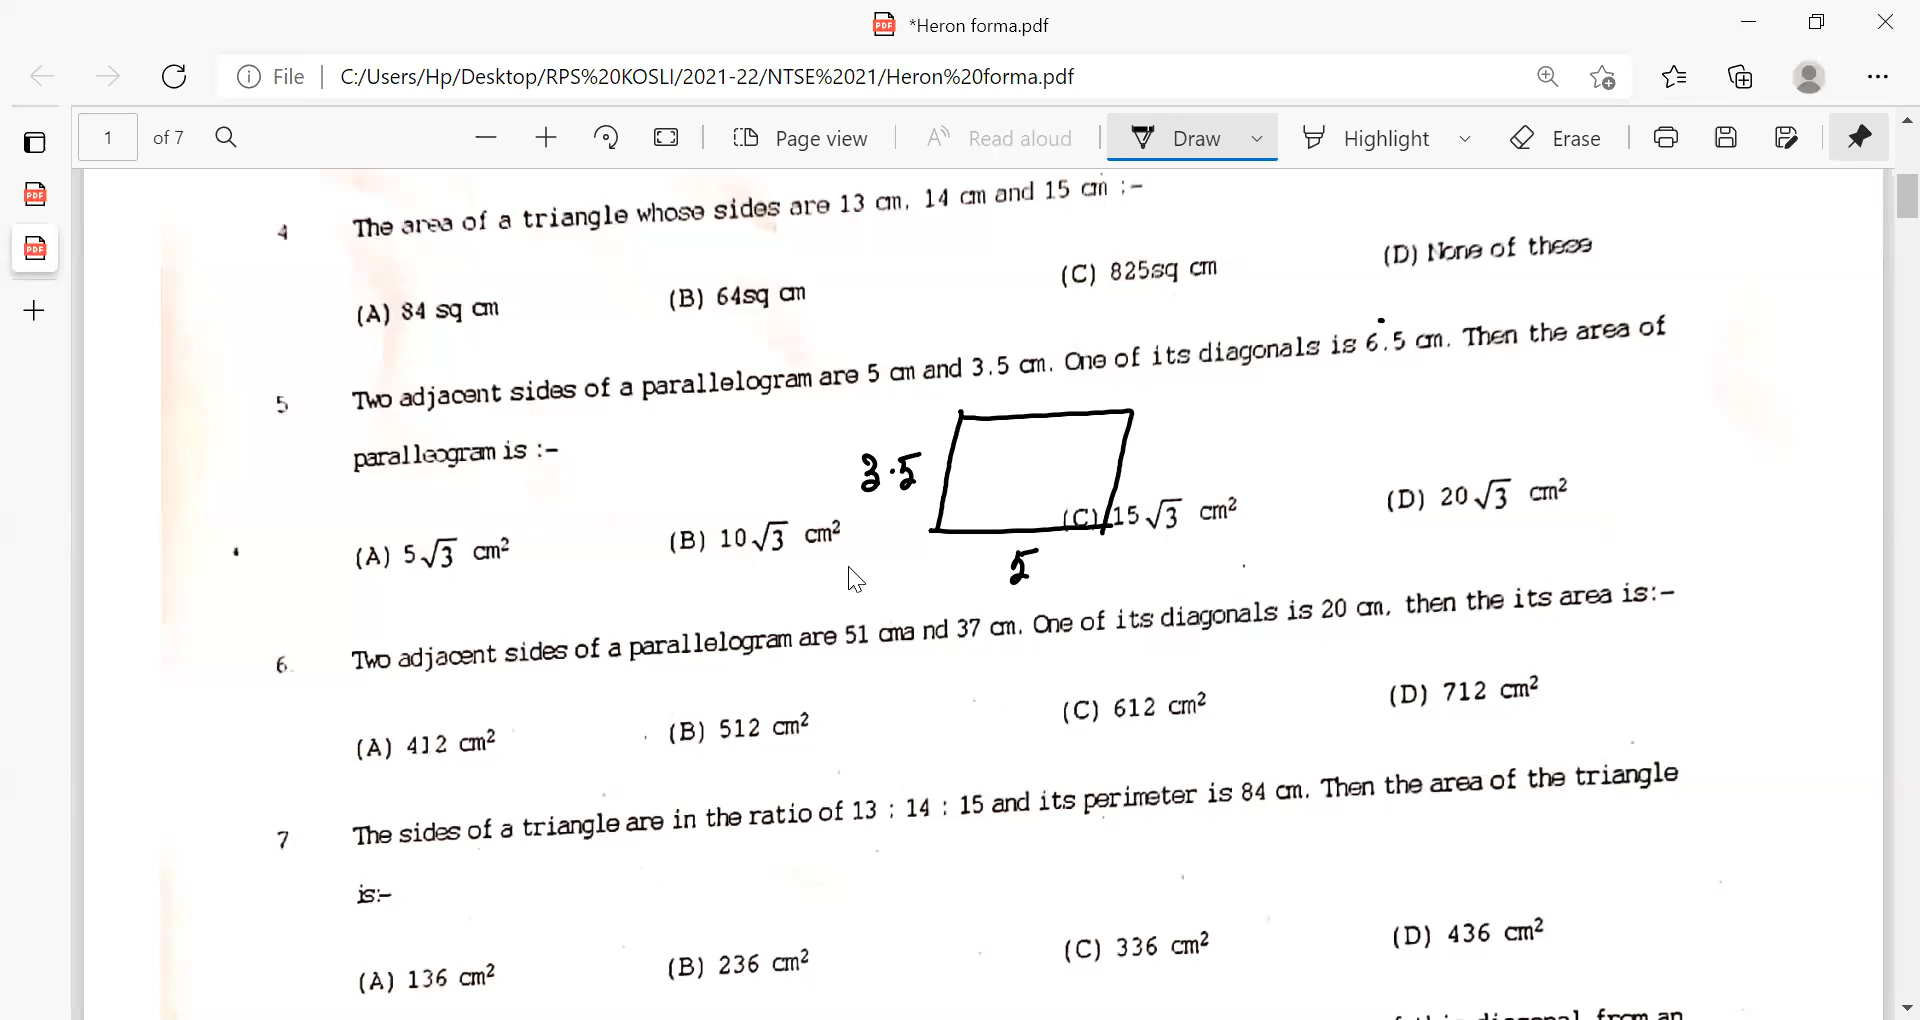 *Heron forma.pdf
File | C:/Users/Hp/Desktop/RPS%20KOSLI/2021-22/NTSE%2021/Heron%20forma.pdf
1 of 7 Page view Read aloud Draw Highlight Erase
4 The area of a triangle whose sides are 13 cm, 14 cm and 15 cm :-
(A) 84 sq cm (B) 64sq cm (C) 825sq cm (D) None of these
5 Two adjacent sides of a parallelogram are 5 cm and 3.5 cm. One of its diagonals is 6.5 cm. Then the area of
paralleogram is :-
3.5
(A) 5√3 cm² (B) 10√3 cm² (C) 15√3 cm² (D) 20√3 cm²
5
6. Two adjacent sides of a parallelogram are 51 cma nd 37 cm. One of its diagonals is 20 cm, then the its area is:-
(A) 412 cm² (B) 512 cm² (C) 612 cm² (D) 712 cm²
7 The sides of a triangle are in the ratio of 13 : 14 : 15 and its perimeter is 84 cm. Then the area of the triangle
is:-
(A) 136 cm² (B) 236 cm² (C) 336 cm² (D) 436 cm²